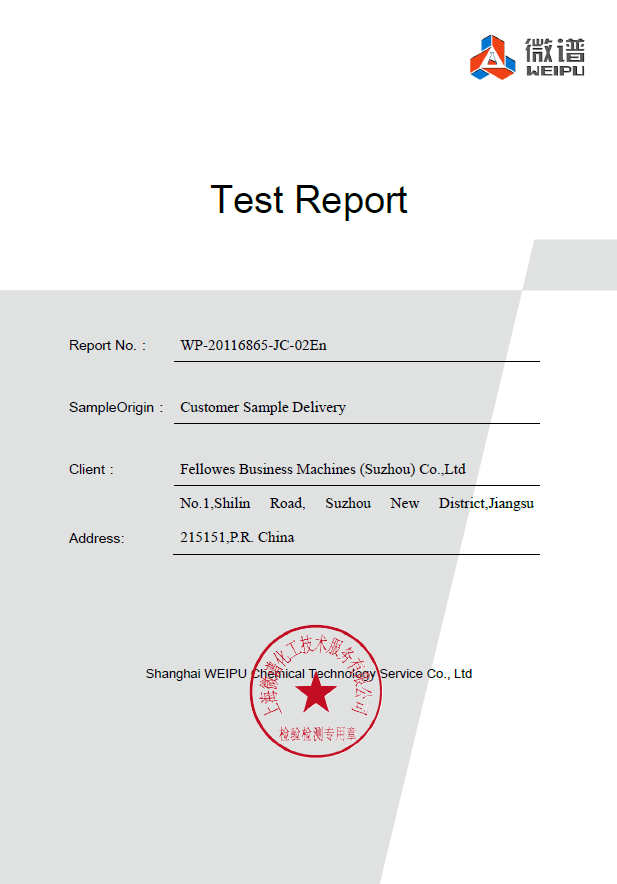 微谱
WEIPU
Test Report
Report No.: WP-20116865-JC-02En
SampleOrigin: Customer Sample Delivery
Client: Fellowes Business Machines (Suzhou) Co.,Ltd
No.1,Shilin Road, Suzhou New District,Jiangsu
Address: 215151,P.R. China
Shanghai WEIPU Chemical Technology Service Co., Ltd
上海微谱化工技术服务有限公司
检验检测专用章